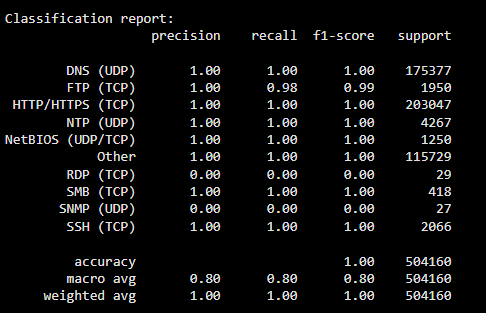 Classification report:
precision recall f1-score support
DNS (UDP) 1.00 1.00 1.00 175377
FTP (TCP) 1.00 0.98 0.99 1950
HTTP/HTTPS (TCP) 1.00 1.00 1.00 203047
NTP (UDP) 1.00 1.00 1.00 4267
NetBIOS (UDP/TCP) 1.00 1.00 1.00 1250
Other 1.00 1.00 1.00 115729
RDP (TCP) 0.00 0.00 0.00 29
SMB (TCP) 1.00 1.00 1.00 418
SNMP (UDP) 0.00 0.00 0.00 27
SSH (TCP) 1.00 1.00 1.00 2066
accuracy 1.00 504160
macro avg 0.80 0.80 0.80 504160
weighted avg 1.00 1.00 1.00 504160